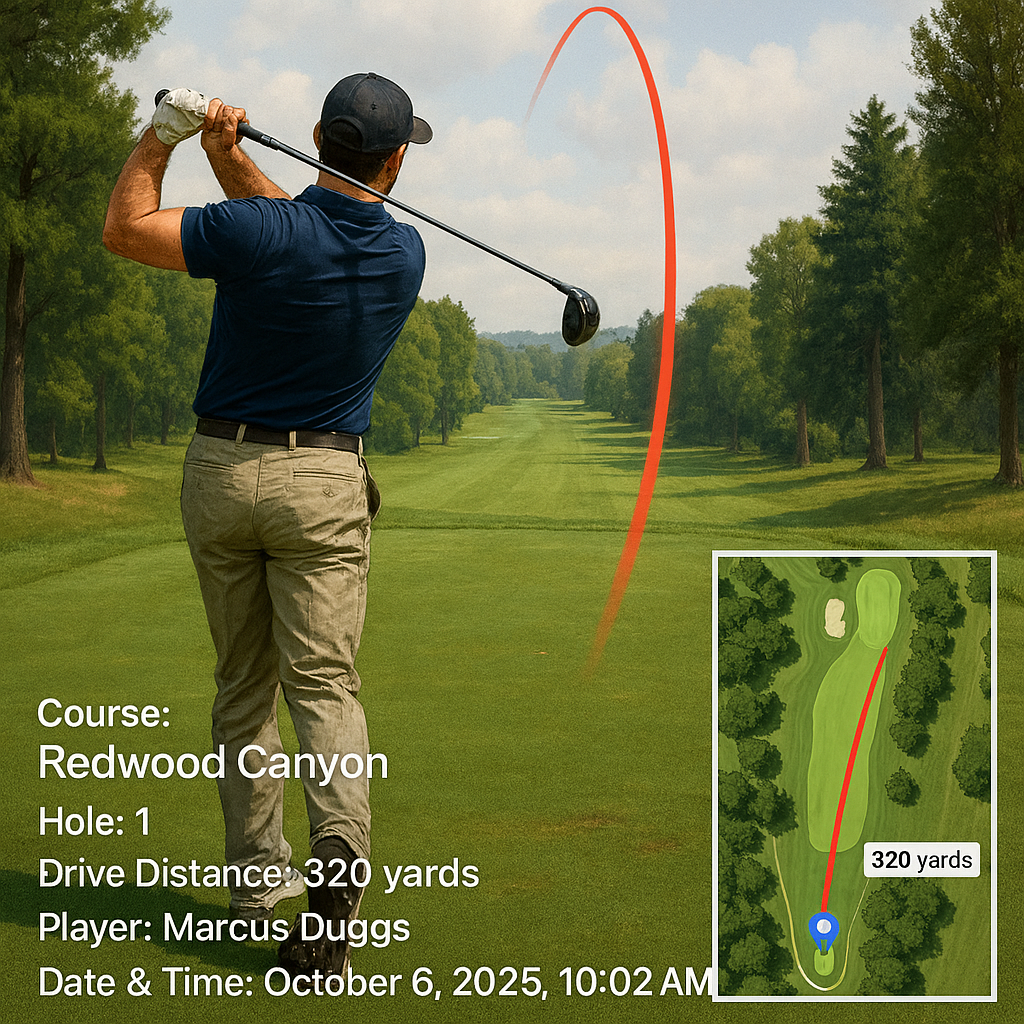 Course:
Redwood Canyon
Hole: 1
Drive Distance: 320 yards
Player: Marcus Duggs
Date & Time: October 6, 2025, 10:02 AM
320 yards